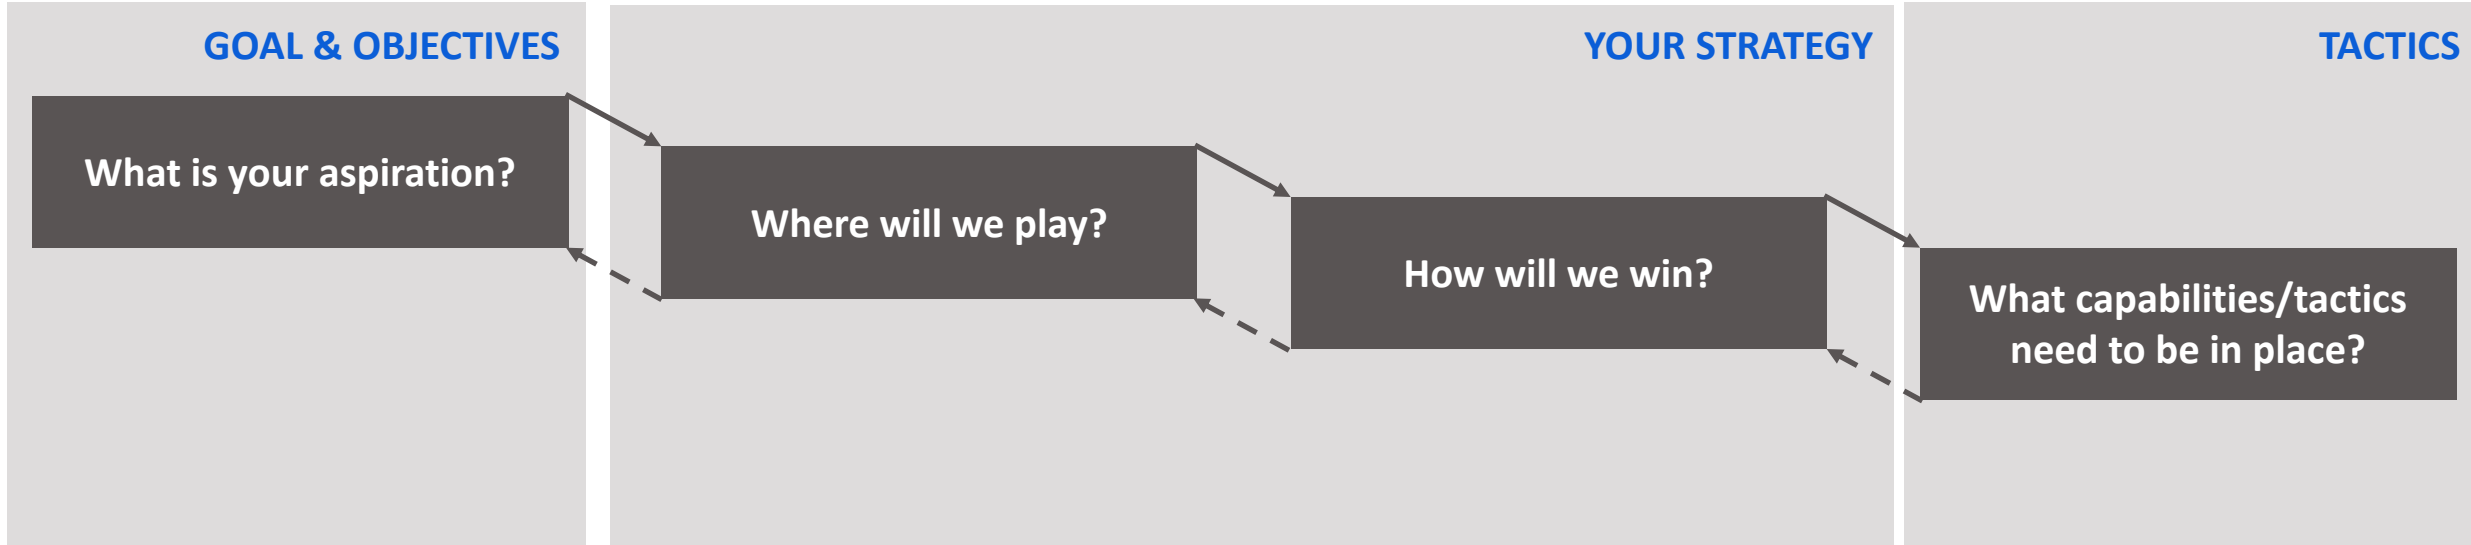 GOAL & OBJECTIVES
YOUR STRATEGY
TACTICS
What is your aspiration?
Where will we play?
How will we win?
What capabilities/tactics
need to be in place?